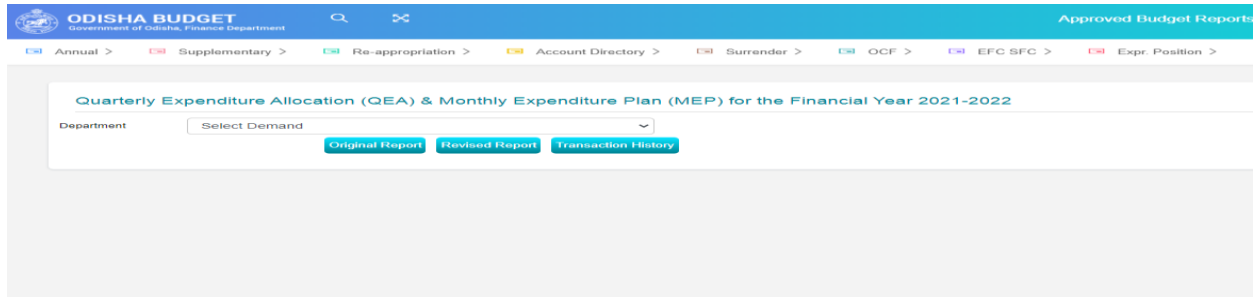 ODISHA BUDGET
Government of Odisha, Finance Department
Approved Budget Reports
Annual > Supplementary > Re-appropriation > Account Directory > Surrender > OCF > EFC SFC > Expr. Position >
Quarterly Expenditure Allocation (QEA) & Monthly Expenditure Plan (MEP) for the Financial Year 2021-2022
Department Select Demand
Original Report Revised Report Transaction History